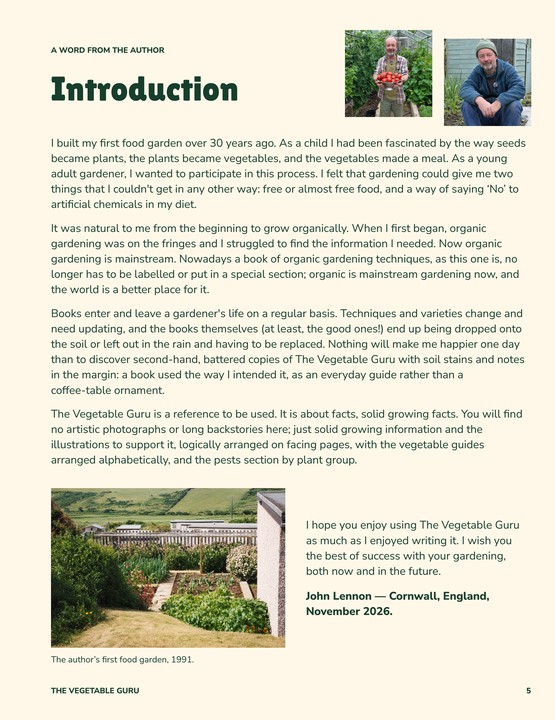 A WORD FROM THE AUTHOR
Introduction
I built my first food garden over 30 years ago. As a child I had been fascinated by the way seeds
became plants, the plants became vegetables, and the vegetables made a meal. As a young
adult gardener, I wanted to participate in this process. I felt that gardening could give me two
things that I couldn't get in any other way: free or almost free food, and a way of saying ‘No’ to
artificial chemicals in my diet.
It was natural to me from the beginning to grow organically. When I first began, organic
gardening was on the fringes and I struggled to find the information I needed. Now organic
gardening is mainstream. Nowadays a book of organic gardening techniques, as this one is, no
longer has to be labelled or put in a special section; organic is mainstream gardening now, and
the world is a better place for it.
Books enter and leave a gardener's life on a regular basis. Techniques and varieties change and
need updating, and the books themselves (at least, the good ones!) end up being dropped onto
the soil or left out in the rain and having to be replaced. Nothing will make me happier one day
than to discover second-hand, battered copies of The Vegetable Guru with soil stains and notes
in the margin: a book used the way I intended it, as an everyday guide rather than a
coffee-table ornament.
The Vegetable Guru is a reference to be used. It is about facts, solid growing facts. You will find
no artistic photographs or long backstories here; just solid growing information and the
illustrations to support it, logically arranged on facing pages, with the vegetable guides
arranged alphabetically, and the pests section by plant group.
I hope you enjoy using The Vegetable Guru
as much as I enjoyed writing it. I wish you
the best of success with your gardening,
both now and in the future.
John Lennon — Cornwall, England,
November 2026.
The author’s first food garden, 1991.
THE VEGETABLE GURU
5